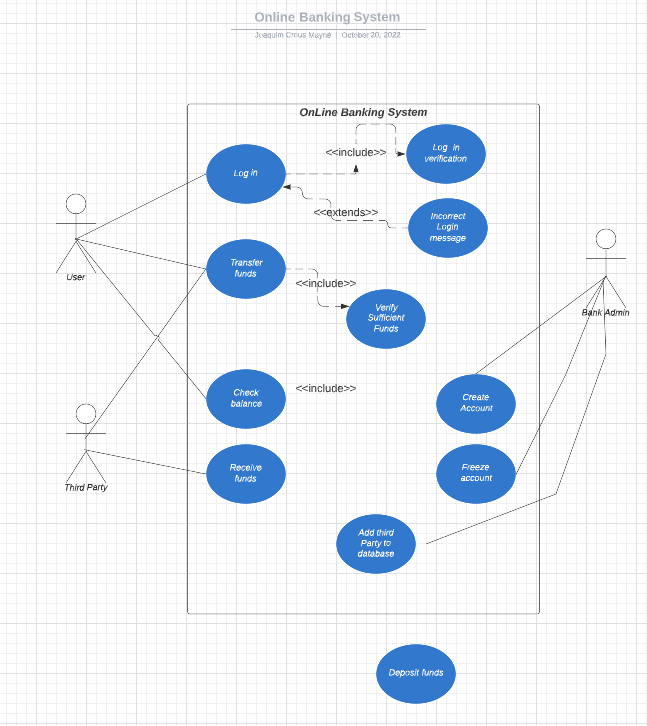 Online Banking System
Joaquim Crous Mayné | October 20, 2022
OnLine Banking System
Log in
<<include>>
Log in
verification
<<extends>>
Incorrect
Login
message
User
Transfer
funds
<<include>>
Verify
Sufficient
Funds
Bank Admin
Check
balance
<<include>>
Create
Account
Third Party
Receive
funds
Freeze
account
Add third
Party to
database
Deposit funds